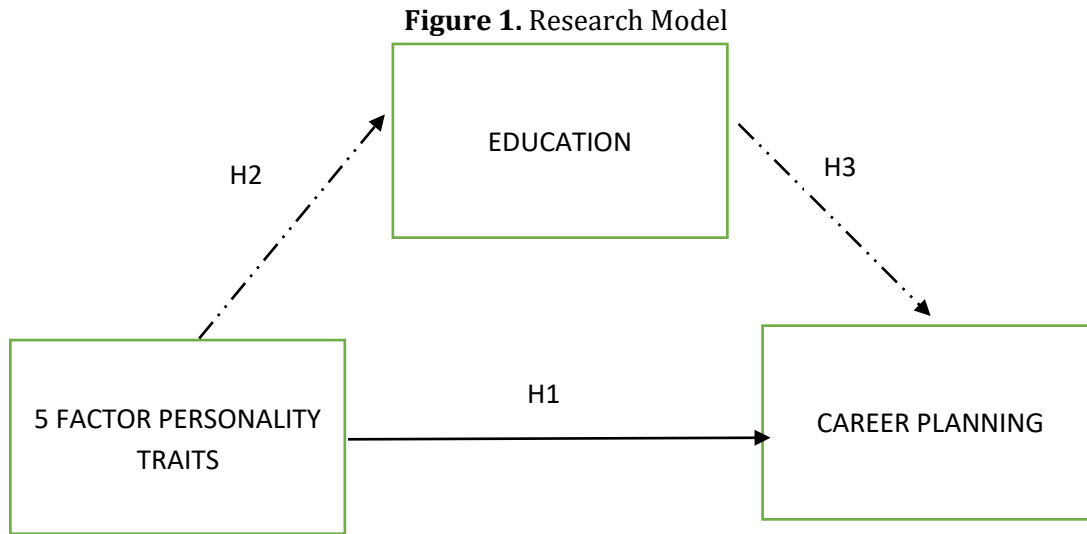 Figure 1. Research Model
EDUCATION
H2
H3
5 FACTOR PERSONALITY
TRAITS
H1
CAREER PLANNING